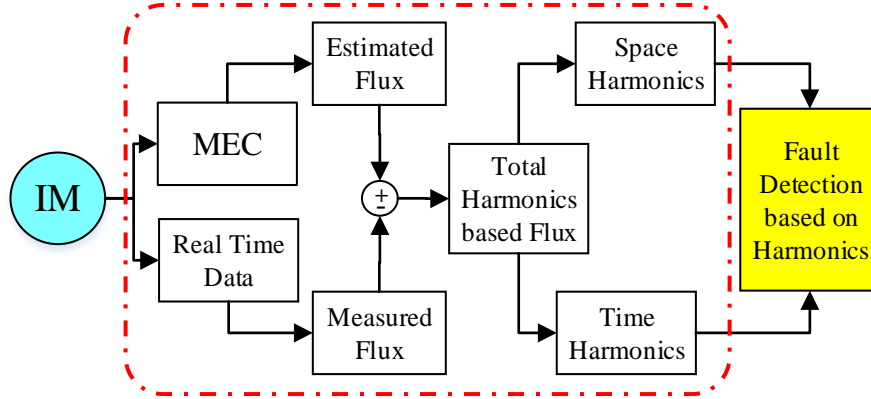 IM
MEC
Real Time
Data
Estimated
Flux
±
Measured
Flux
Total
Harmonics
based Flux
Space
Harmonics
Time
Harmonics
Fault
Detection
based on
Harmonics